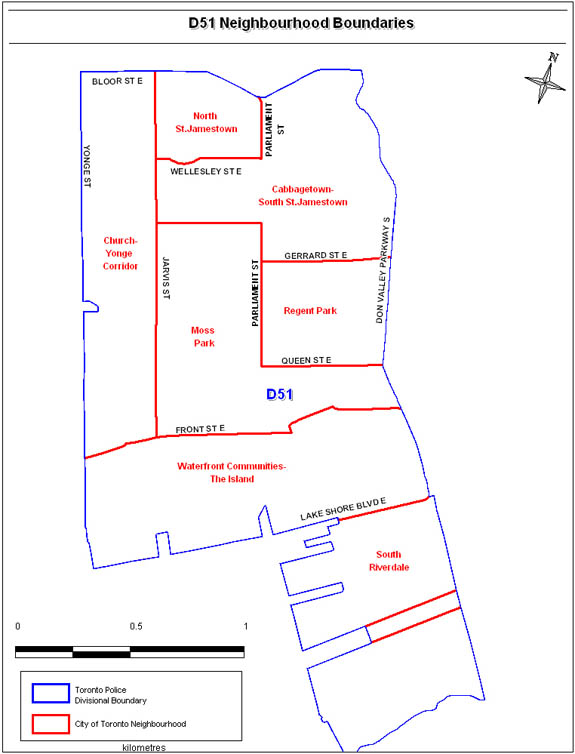 D51 Neighbourhood Boundaries
N
BLOOR ST E
North
St.Jamestown
PARLIAMENT
ST
YONGE ST
WELLESLEY ST E
Cabbagetown-
South St.Jamestown
DON VALLEY PARKWAY S
Church-
Yonge
Corridor
JARVIS ST
PARLIAMENT ST
GERRARD ST E
Regent Park
Moss
Park
QUEEN ST E
D51
FRONT ST E
Waterfront Communities-
The Island
LAKE SHORE BLVD E
South
Riverdale
0 0.5 1
Toronto Police
Divisional Boundary
City of Toronto Neighbourhood
kilometres